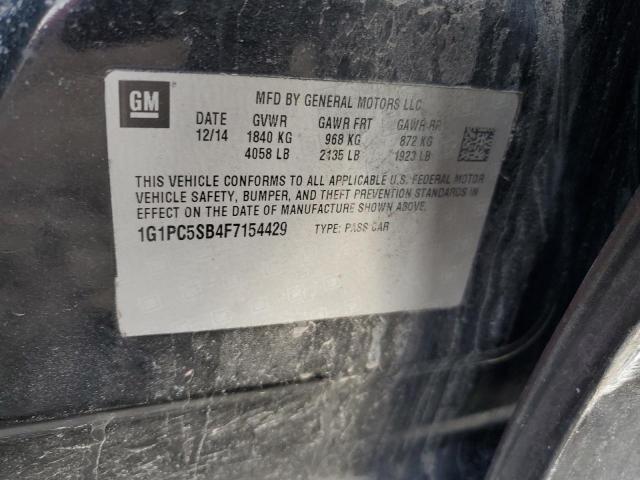 GM
MFD BY GENERAL MOTORS LLC
DATE GVWR GAWR FRT GAWR RR
12/14 1840 KG 968 KG 872 KG
4058 LB 2135 LB 1923 LB
THIS VEHICLE CONFORMS TO ALL APPLICABLE U.S. FEDERAL MOTOR
VEHICLE SAFETY, BUMPER, AND THEFT PREVENTION STANDARDS IN
EFFECT ON THE DATE OF MANUFACTURE SHOWN ABOVE.
1G1PC5SB4F7154429 TYPE: PASS CAR